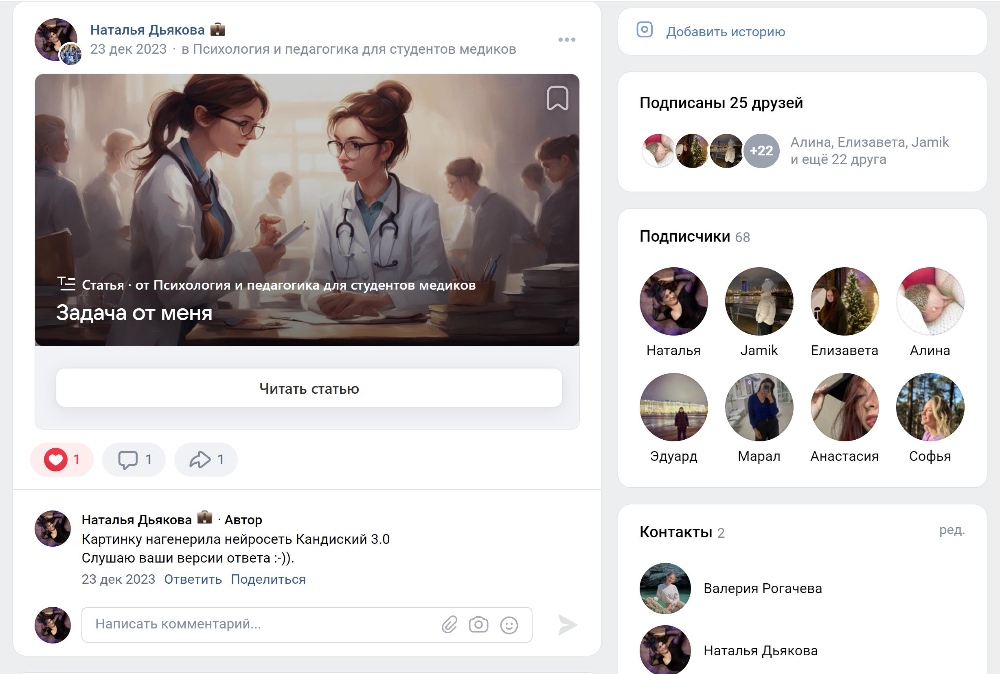 Наталья Дьякова
23 дек 2023 · в Психология и педагогика для студентов медиков
Статья · от Психология и педагогика для студентов медиков
Задача от меня
Читать статью
1
1
1
Наталья Дьякова · Автор
Картинку нагенерила нейросеть Кандиский 3.0
Слушаю ваши версии ответа :-)).
23 дек 2023 Ответить Поделиться
Написать комментарий...
Добавить историю
Подписаны 25 друзей
+22
Алина, Елизавета, Jamik
и ещё 22 друга
Подписчики 68
Наталья Jamik Елизавета Алина
Эдуард Марал Анастасия Софья
Контакты 2 ред.
Валерия Рогачева
Наталья Дьякова